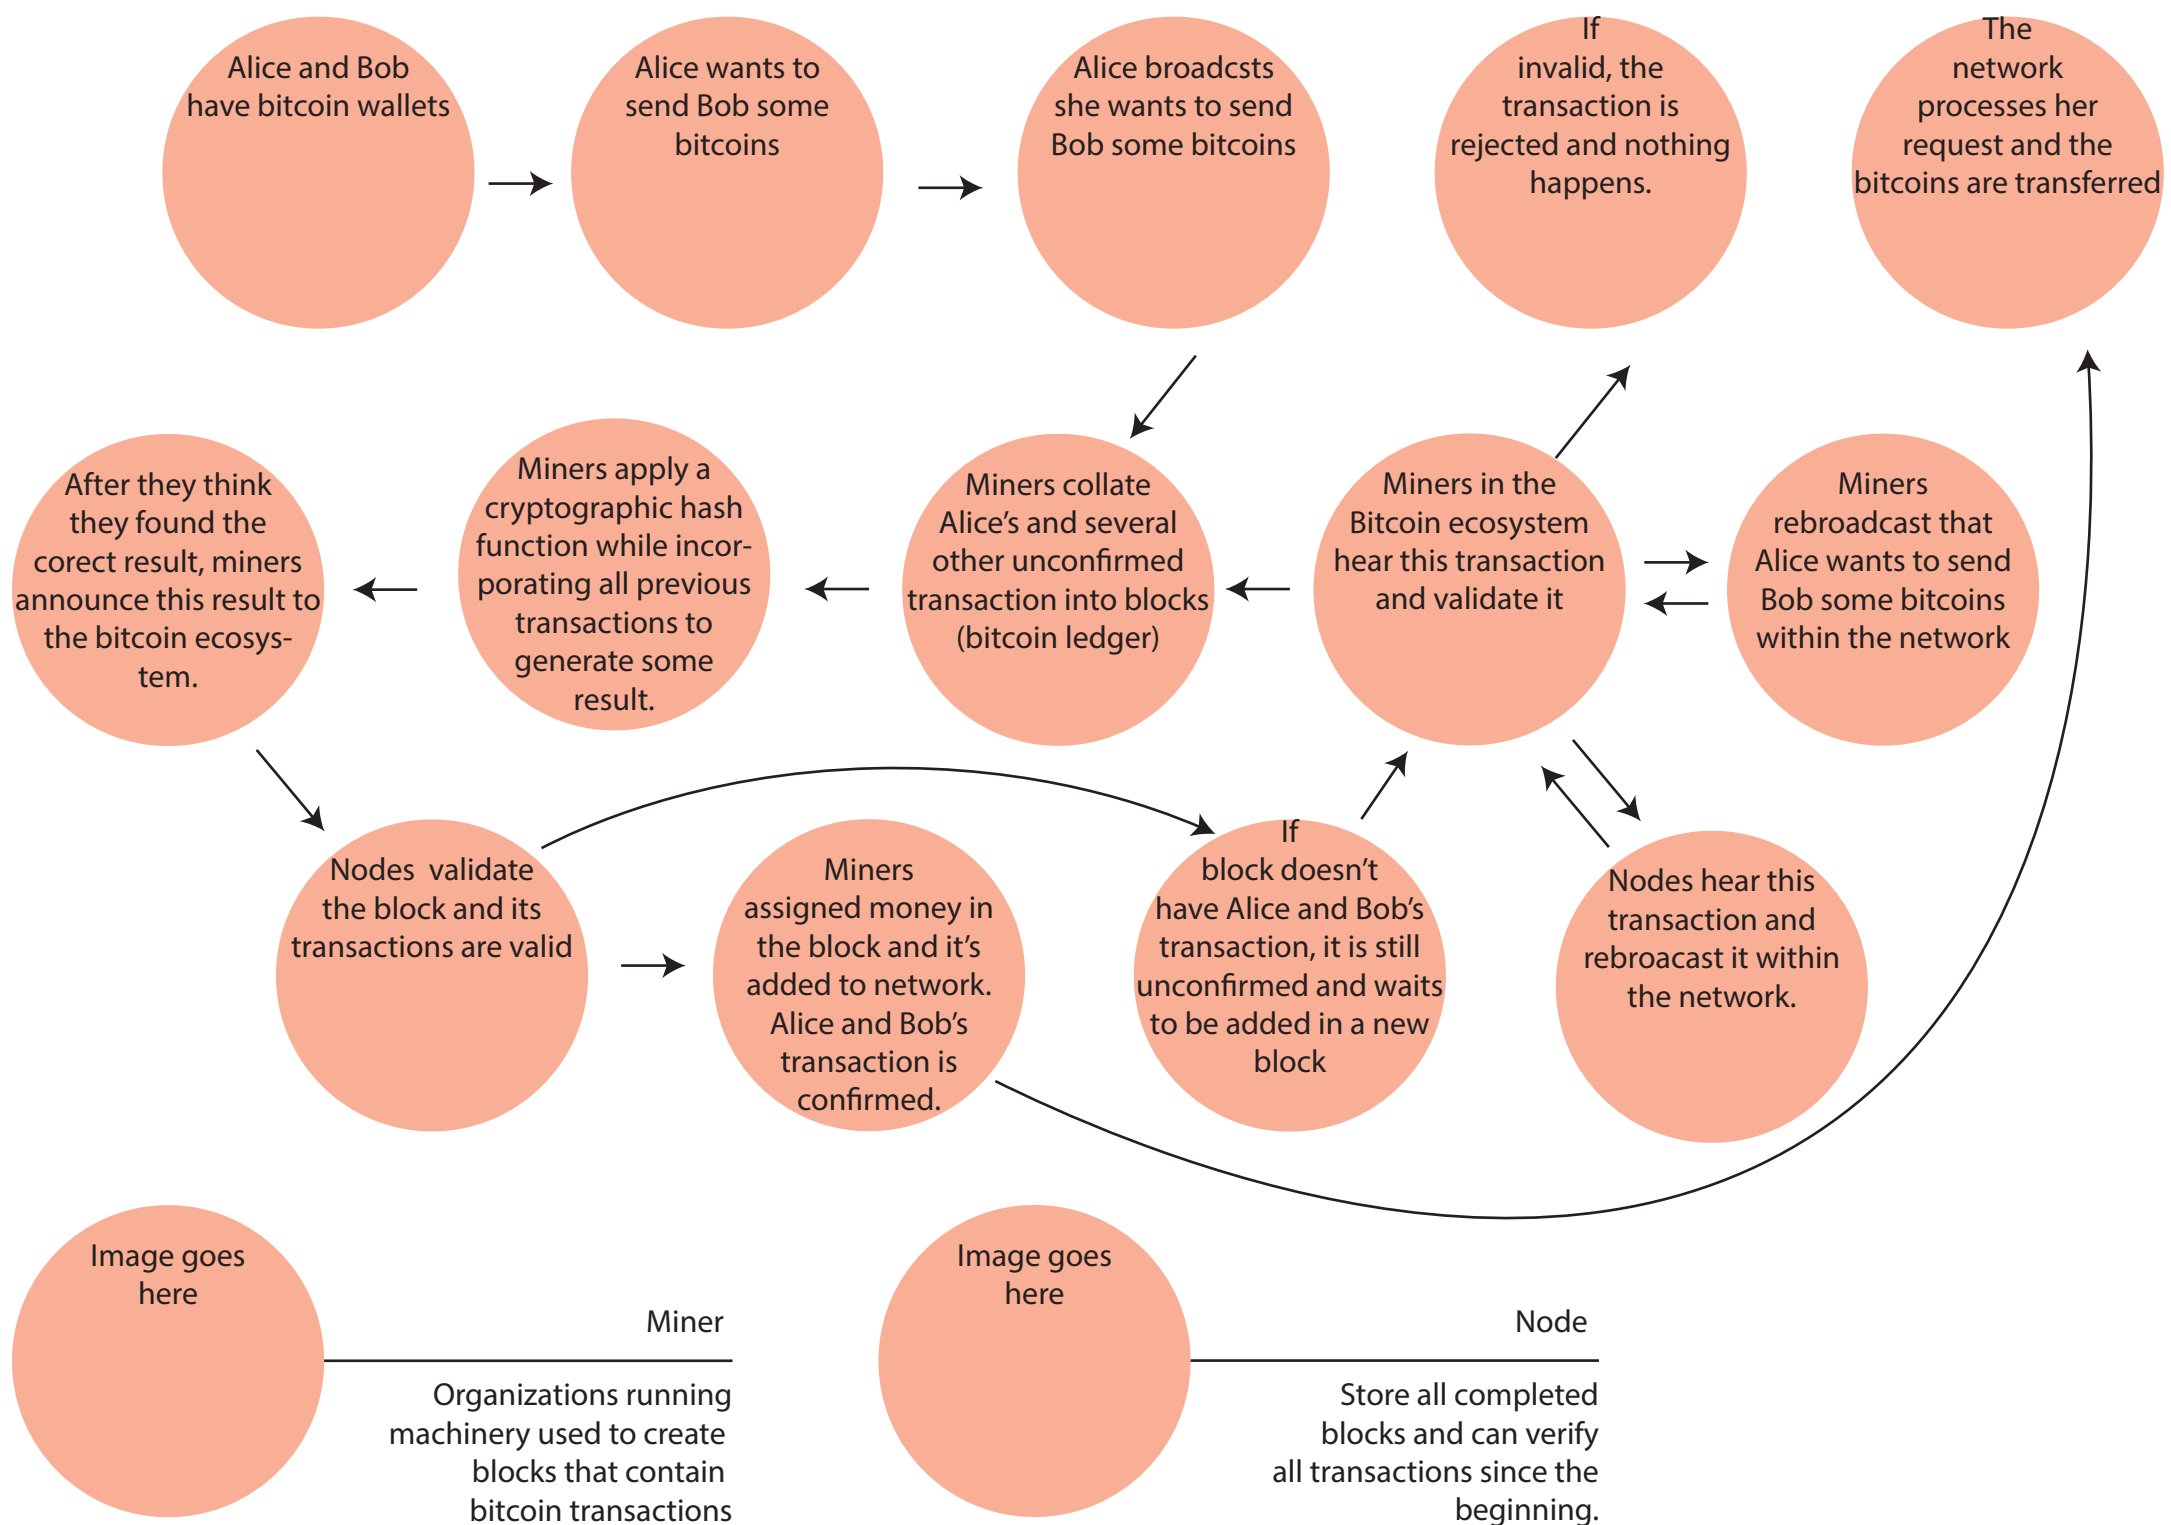 Alice and Bob
have bitcoin wallets
Alice wants to
send Bob some
bitcoins
Alice broadcsts
she wants to send
Bob some bitcoins
If
invalid, the
transaction is
rejected and nothing
happens.
The
network
processes her
request and the
bitcoins are transferred
After they think
they found the
corect result, miners
announce this result to
the bitcoin ecosys-
tem.
Miners apply a
cryptographic hash
function while incor-
porating all previous
transactions to
generate some
result.
Miners collate
Alice’s and several
other unconfirmed
transaction into blocks
(bitcoin ledger)
Miners in the
Bitcoin ecosystem
hear this transaction
and validate it
Miners
rebroadcast that
Alice wants to send
Bob some bitcoins
within the network
Nodes  validate
the block and its
transactions are valid
Miners
assigned money in
the block and it’s
added to network.
Alice and Bob’s
transaction is
confirmed.
If
block doesn’t
have Alice and Bob’s
transaction, it is still
unconfirmed and waits
to be added in a new
block
Nodes hear this
transaction and
rebroacast it within
the network.
Image goes
here
Miner
Organizations running
machinery used to create
blocks that contain
bitcoin transactions
Image goes
here
Node
Store all completed
blocks and can verify
all transactions since the
beginning.